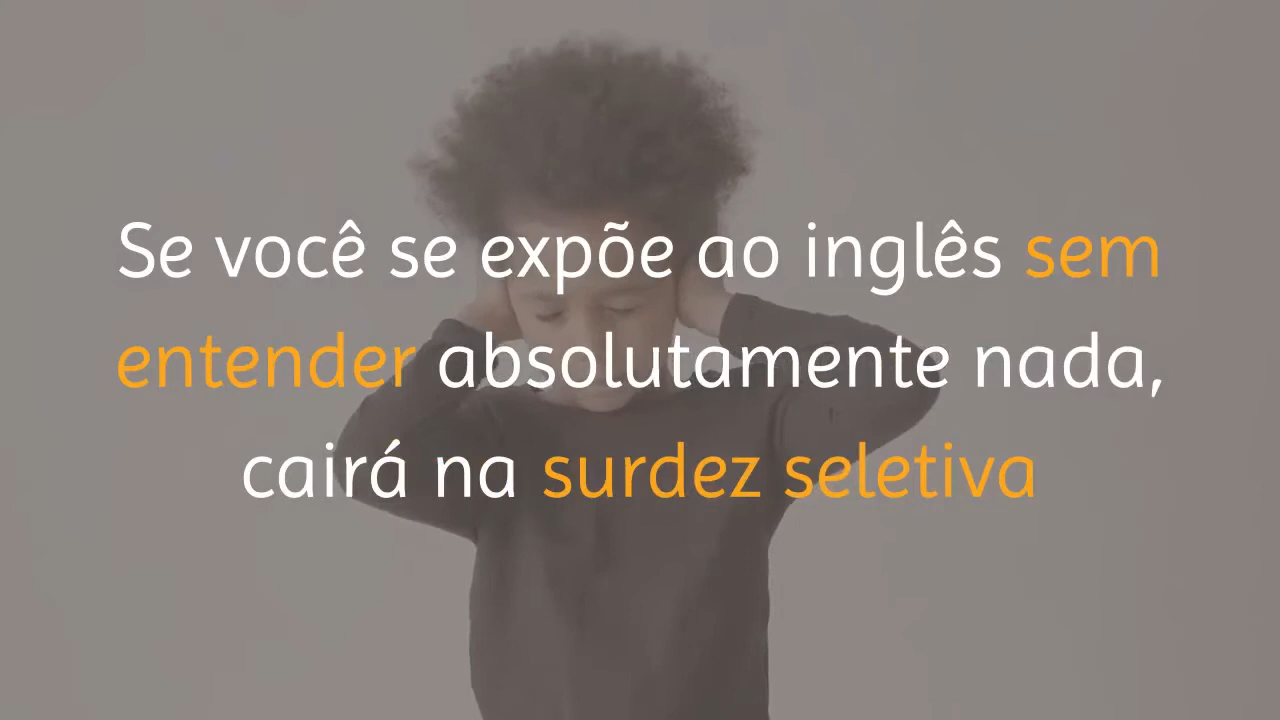 Se você se expõe ao inglês sem
entender absolutamente nada,
cairá na surdez seletiva